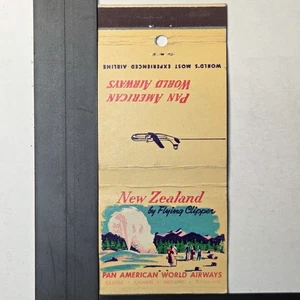 WORLD'S MOST EXPERIENCED AIRLINE
PAN AMERICAN
WORLD AIRWAYS
New Zealand
by Flying Clipper
PAN AMERICAN WORLD AIRWAYS